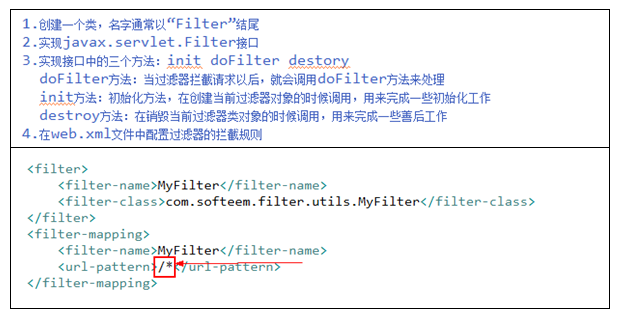 1.创建一个类，名字通常以“Filter”结尾
2.实现javax.servlet.Filter接口
3.实现接口中的三个方法：init doFilter destory
doFilter方法：当过滤器拦截请求以后，就会调用doFilter方法来处理
init方法：初始化方法，在创建当前过滤器对象的时候调用，用来完成一些初始化工作
destroy方法：在销毁当前过滤器类对象的时候调用，用来完成一些善后工作
4.在web.xml文件中配置过滤器的拦截规则
<filter>
<filter-name>MyFilter</filter-name>
<filter-class>com.softeem.filter.utils.MyFilter</filter-class>
</filter>
<filter-mapping>
<filter-name>MyFilter</filter-name>
<url-pattern>/*</url-pattern>
</filter-mapping>